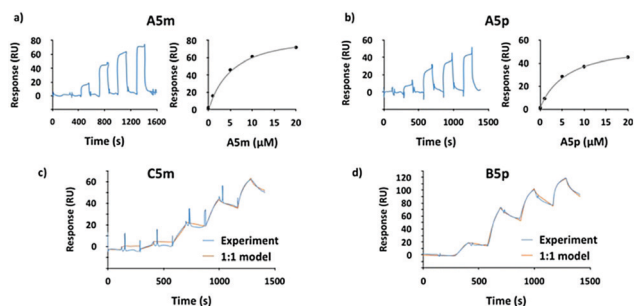 a)
A5m
Response (RU)
80
60
40
20
0
0 400 800 1200 1600
Time (s)
Response (RU)
80
60
40
20
0
0 5 10 15 20
A5m (μM)
b)
A5p
Response (RU)
60
40
20
0
0 500 1000 1500
Time (s)
Response (RU)
60
40
20
0
0 5 10 15 20
A5p (μM)
c)
C5m
Response (RU)
60
40
20
0
0 500 1000 1500
Time (s)
Experiment
1:1 model
d)
B5p
Response (RU)
120
100
80
60
40
20
0
0 500 1000 1500
Time (s)
Experiment
1:1 model